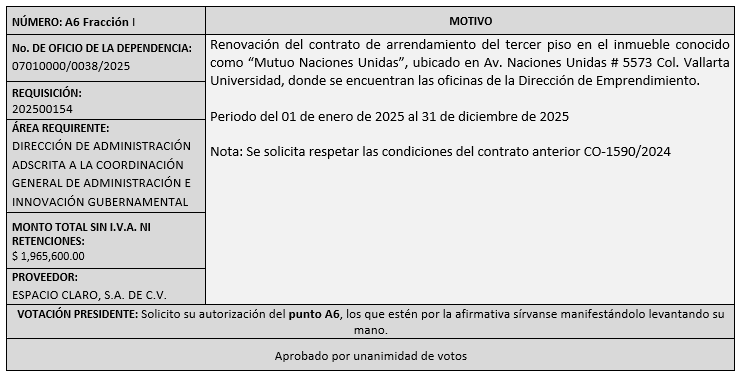 NÚMERO: A6 Fracción I
MOTIVO
No. DE OFICIO DE LA DEPENDENCIA:
07010000/0038/2025
REQUISICIÓN:
202500154
ÁREA REQUIRENTE:
DIRECCIÓN DE ADMINISTRACIÓN
ADSCRITA A LA COORDINACIÓN
GENERAL DE ADMINISTRACIÓN E
INNOVACIÓN GUBERNAMENTAL
MONTO TOTAL SIN I.V.A. NI
RETENCIONES:
$ 1,965,600.00
PROVEEDOR:
ESPACIO CLARO, S.A. DE C.V.
Renovación del contrato de arrendamiento del tercer piso en el inmueble conocido
como “Mutuo Naciones Unidas”, ubicado en Av. Naciones Unidas # 5573 Col. Vallarta
Universidad, donde se encuentran las oficinas de la Dirección de Emprendimiento.
Periodo del 01 de enero de 2025 al 31 de diciembre de 2025
Nota: Se solicita respetar las condiciones del contrato anterior CO-1590/2024
VOTACIÓN PRESIDENTE: Solicito su autorización del punto A6, los que estén por la afirmativa sírvanse manifestándolo levantando su
mano.
Aprobado por unanimidad de votos